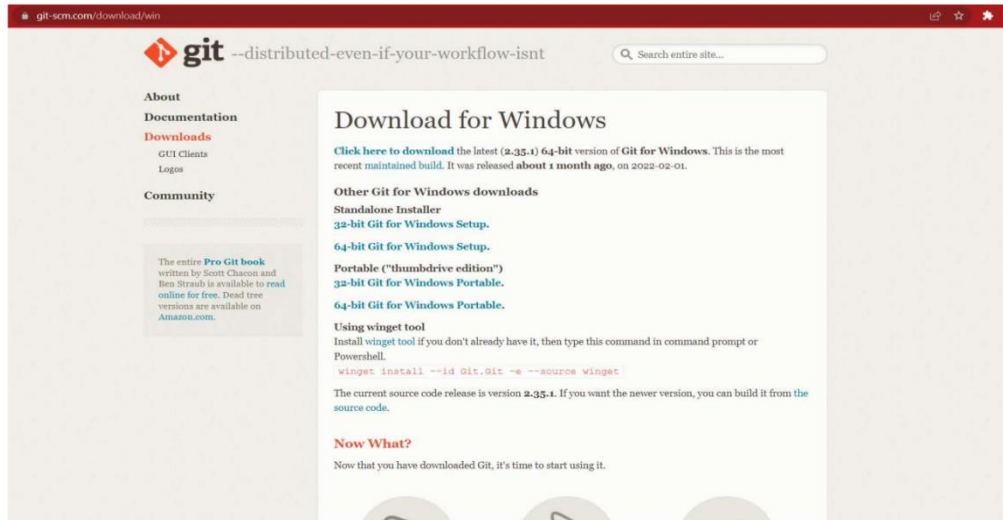 git-scm.com/download/win
git --distributed-even-if-your-workflow-isnt
Search entire site...
About
Documentation
Downloads
GUI Clients
Logos
Community
The entire Pro Git book
written by Scott Chacon and
Ben Straub is available to read
online for free. Dead tree
versions are available on
Amazon.com.
Download for Windows
Click here to download the latest (2.35.1) 64-bit version of Git for Windows. This is the most
recent maintained build. It was released about 1 month ago, on 2022-02-01.
Other Git for Windows downloads
Standalone Installer
32-bit Git for Windows Setup.
64-bit Git for Windows Setup.
Portable ("thumbdrive edition")
32-bit Git for Windows Portable.
64-bit Git for Windows Portable.
Using winget tool
Install winget tool if you don't already have it, then type this command in command prompt or
Powershell.
winget install --id Git.Git -e --source winget
The current source code release is version 2.35.1. If you want the newer version, you can build it from the
source code.
Now What?
Now that you have downloaded Git, it's time to start using it.